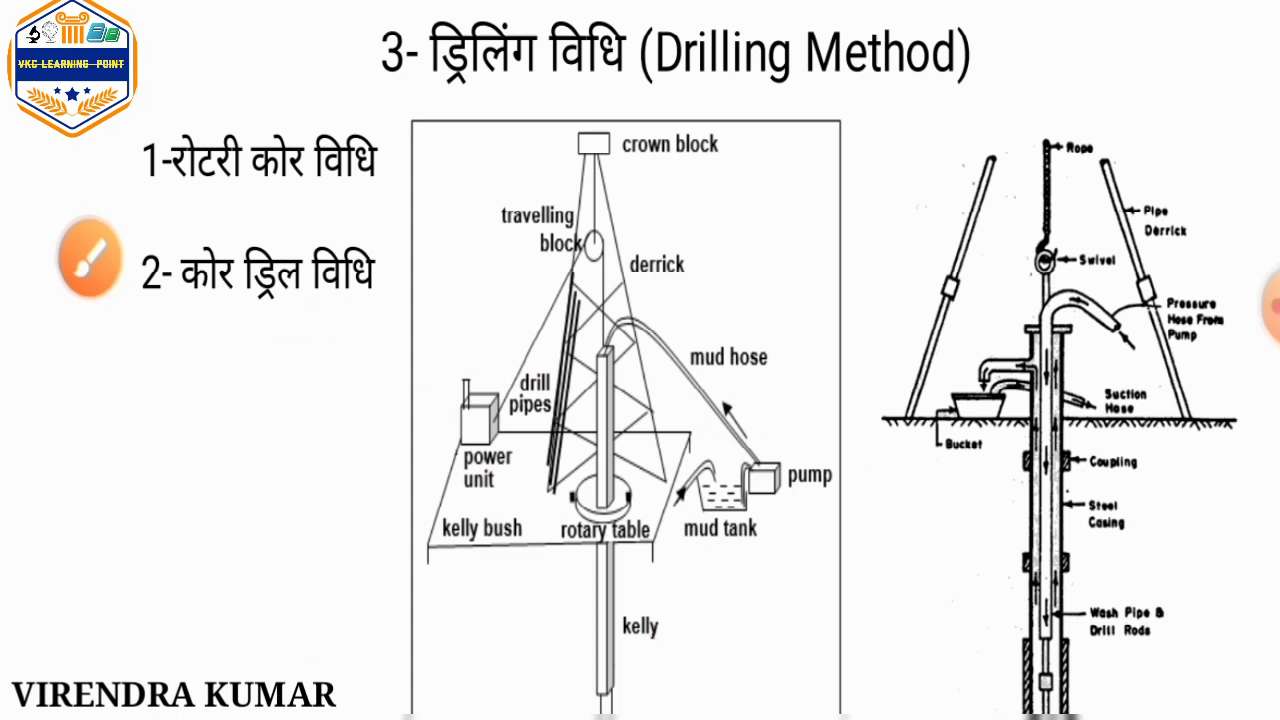 VKC LEARNING POINT
3- ड्रिलिंग विधि (Drilling Method)
1-रोटरी कोर विधि
2- कोर ड्रिल विधि
crown block
travelling
block
derrick
mud hose
drill
pipes
power
unit
pump
kelly bush
rotary table
mud tank
kelly
Rope
Pipe
Derrick
Swivel
Pressure
Hose From
Pump
Suction
Hose
Bucket
Coupling
Steel
Casing
Wash Pipe &
Drill Rods
VIRENDRA KUMAR